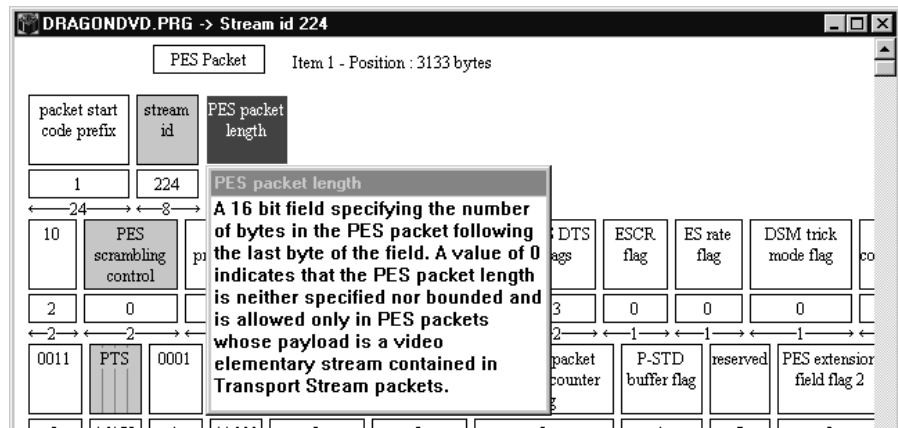 DRAGONDVD.PRG -> Stream id 224
PES Packet Item 1 - Position : 3133 bytes
packet start code prefix
stream id
PES packet length
1 224
24 8
PES packet length
A 16 bit field specifying the number
of bytes in the PES packet following
the last byte of the field. A value of 0
indicates that the PES packet length
is neither specified nor bounded and
is allowed only in PES packets
whose payload is a video
elementary stream contained in
Transport Stream packets.
10
PES scrambling control
DTS
ESCR flag
ES rate flag
DSM trick mode flag
2 0 3 0 0 0
2 2 2 1 1 1
0011
PTS
0001
packet
counter
P-STD buffer flag
reserved
PES extension field flag 2